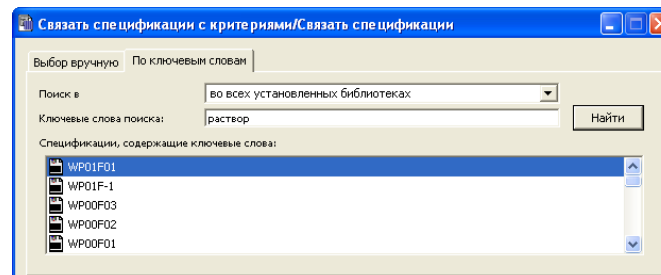 Связать спецификации с критериями/Связать спецификации
Выбор вручную По ключевым словам
Поиск в во всех установленных библиотеках
Ключевые слова поиска: раствор Найти
Спецификации, содержащие ключевые слова:
WP01F01
WP01F-1
WP00F03
WP00F02
WP00F01